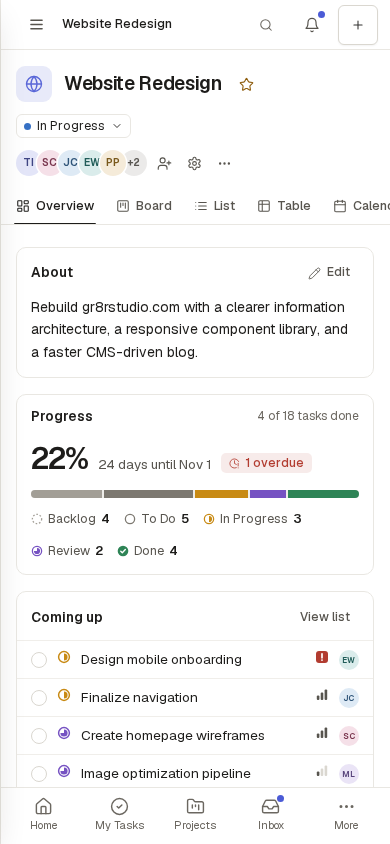 Website Redesign
Website Redesign
In Progress
TI SC JC EW PP +2
Overview Board List Table Calen
About Edit
Rebuild gr8rstudio.com with a clearer information
architecture, a responsive component library, and
a faster CMS-driven blog.
Progress 4 of 18 tasks done
22% 24 days until Nov 1 1 overdue
Backlog 4 To Do 5 In Progress 3
Review 2 Done 4
Coming up View list
Design mobile onboarding EW
Finalize navigation JC
Create homepage wireframes SC
Image optimization pipeline ML
Home My Tasks Projects Inbox More